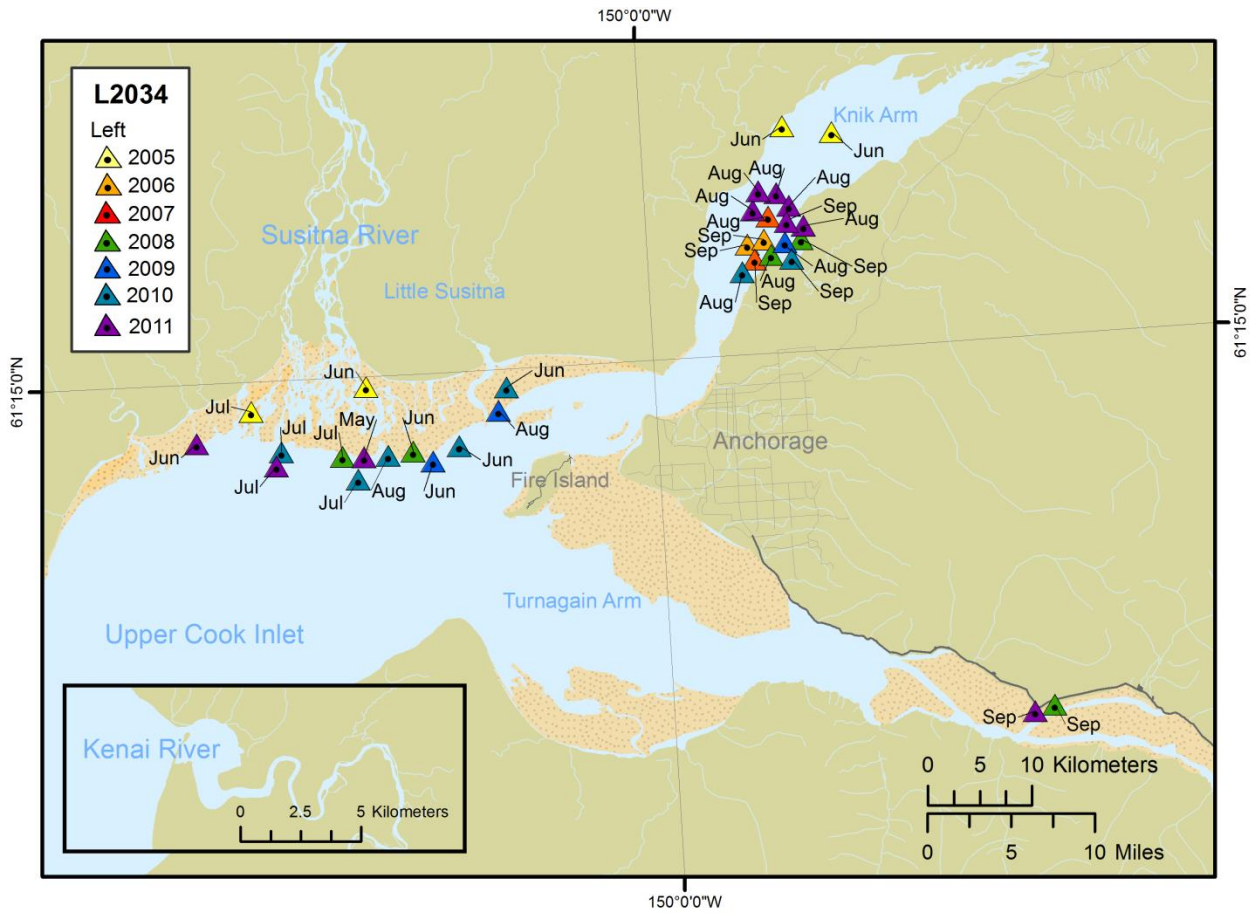 150°0'0"W
L2034
Left
2005
2006
2007
2008
2009
2010
2011
Knik Arm
Jun
Jun
Aug
Aug
Aug
Aug
Sep
Aug
Aug
Sep
Sep
Aug
Sep
Aug
Sep
Aug
Sep
Susitna River
Little Susitna
61°15'0"N
61°15'0"N
Jun
Jun
Jul
Jul
Jul
May
Jun
Aug
Jun
Jul
Jul
Aug
Jun
Jun
Anchorage
Fire Island
Turnagain Arm
Upper Cook Inlet
Sep
Sep
Kenai River
0 2.5 5 Kilometers
0 5 10 Kilometers
0 5 10 Miles
150°0'0"W